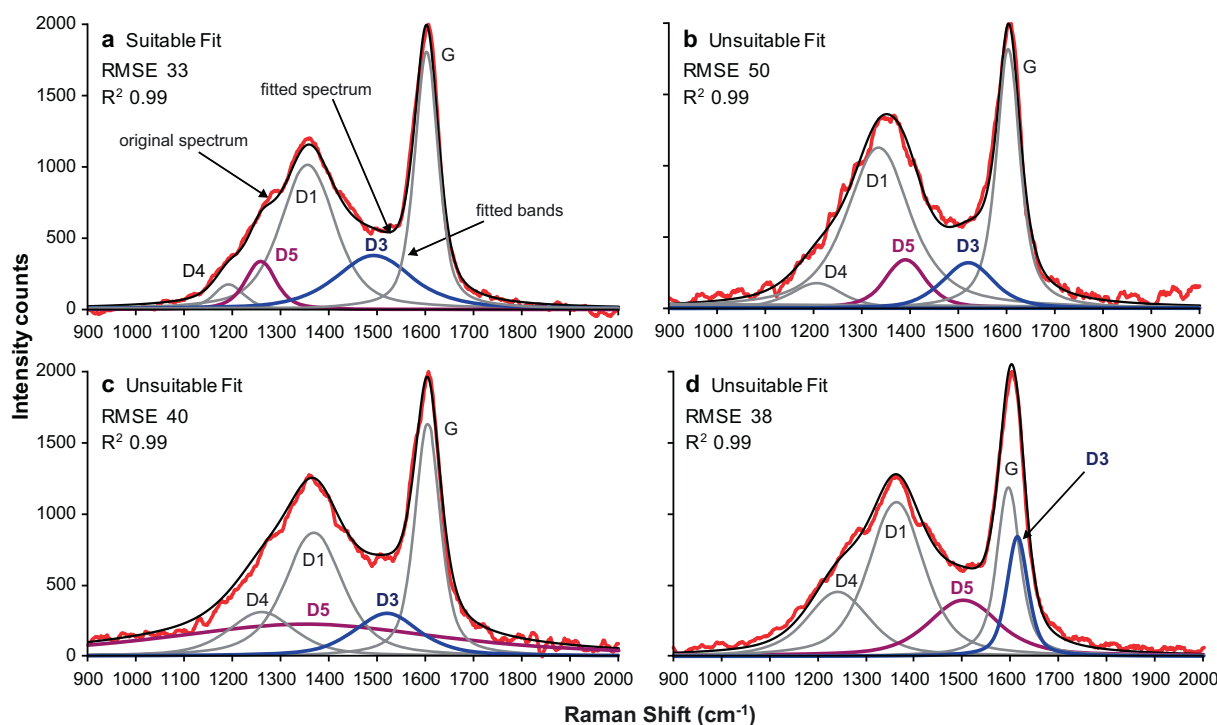 a Suitable Fit
RMSE 33
R² 0.99
original spectrum
fitted spectrum
fitted bands
D4
D5
D1
D3
G
2000
1500
1000
500
0
900 1000 1100 1200 1300 1400 1500 1600 1700 1800 1900 2000
b Unsuitable Fit
RMSE 50
R² 0.99
D4
D1
D5
D3
G
900 1000 1100 1200 1300 1400 1500 1600 1700 1800 1900 2000
Intensity counts
c Unsuitable Fit
RMSE 40
R² 0.99
D4
D1
D5
D3
G
2000
1500
1000
500
0
900 1000 1100 1200 1300 1400 1500 1600 1700 1800 1900 2000
d Unsuitable Fit
RMSE 38
R² 0.99
D4
D1
D5
G
D3
900 1000 1100 1200 1300 1400 1500 1600 1700 1800 1900 2000
Raman Shift (cm⁻¹)